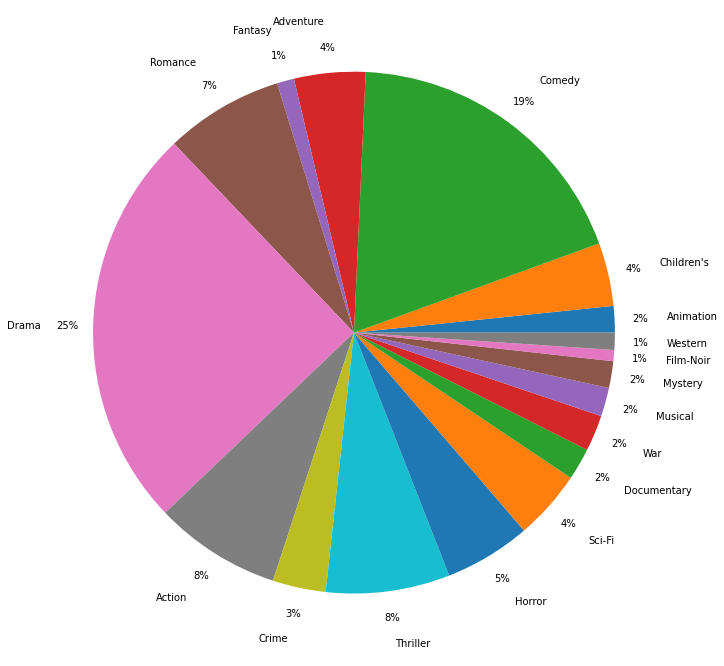 Adventure
4%
Fantasy
1%
Romance
7%
Comedy
19%
Children's
4%
Animation
2%
Western
1%
Film-Noir
1%
Mystery
2%
Musical
2%
War
2%
Documentary
2%
Sci-Fi
4%
Horror
5%
Thriller
8%
Crime
3%
Action
8%
Drama 25%